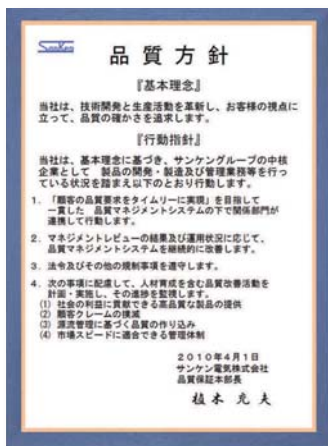 SanKen
品質方針
『基本理念』
当社は、技術開発と生産活動を革新し、お客様の視点に
立って、品質の確かさを追求します。
『行動指針』
当社は、基本理念に基づき、サンケングループの中核
企業として 製品の開発・製造及び管理業務等を行っ
ている状況を踏まえ以下のとおり行動します。
1．「顧客の品質要求をタイムリーに実現」を目指して
一貫した 品質マネジメントシステムの下で関係部門が
連携して行動します。
2．マネジメントレビューの結果及び運用状況に応じて、
品質マネジメントシステムを継続的に改善します。
3．法令及びその他の規制事項を遵守します。
4．次の事項に配慮して、人材育成を含む品質改善活動を
計画・実施し、その進捗を監視します。
(1) 社会の利益に貢献できる高品質な製品の提供
(2) 顧客クレームの撲滅
(3) 源流管理に基づく品質の作り込み
(4) 市場スピードに適合できる管理体制
2010年4月1日
サンケン電気株式会社
品質保証本部長
植木 充夫